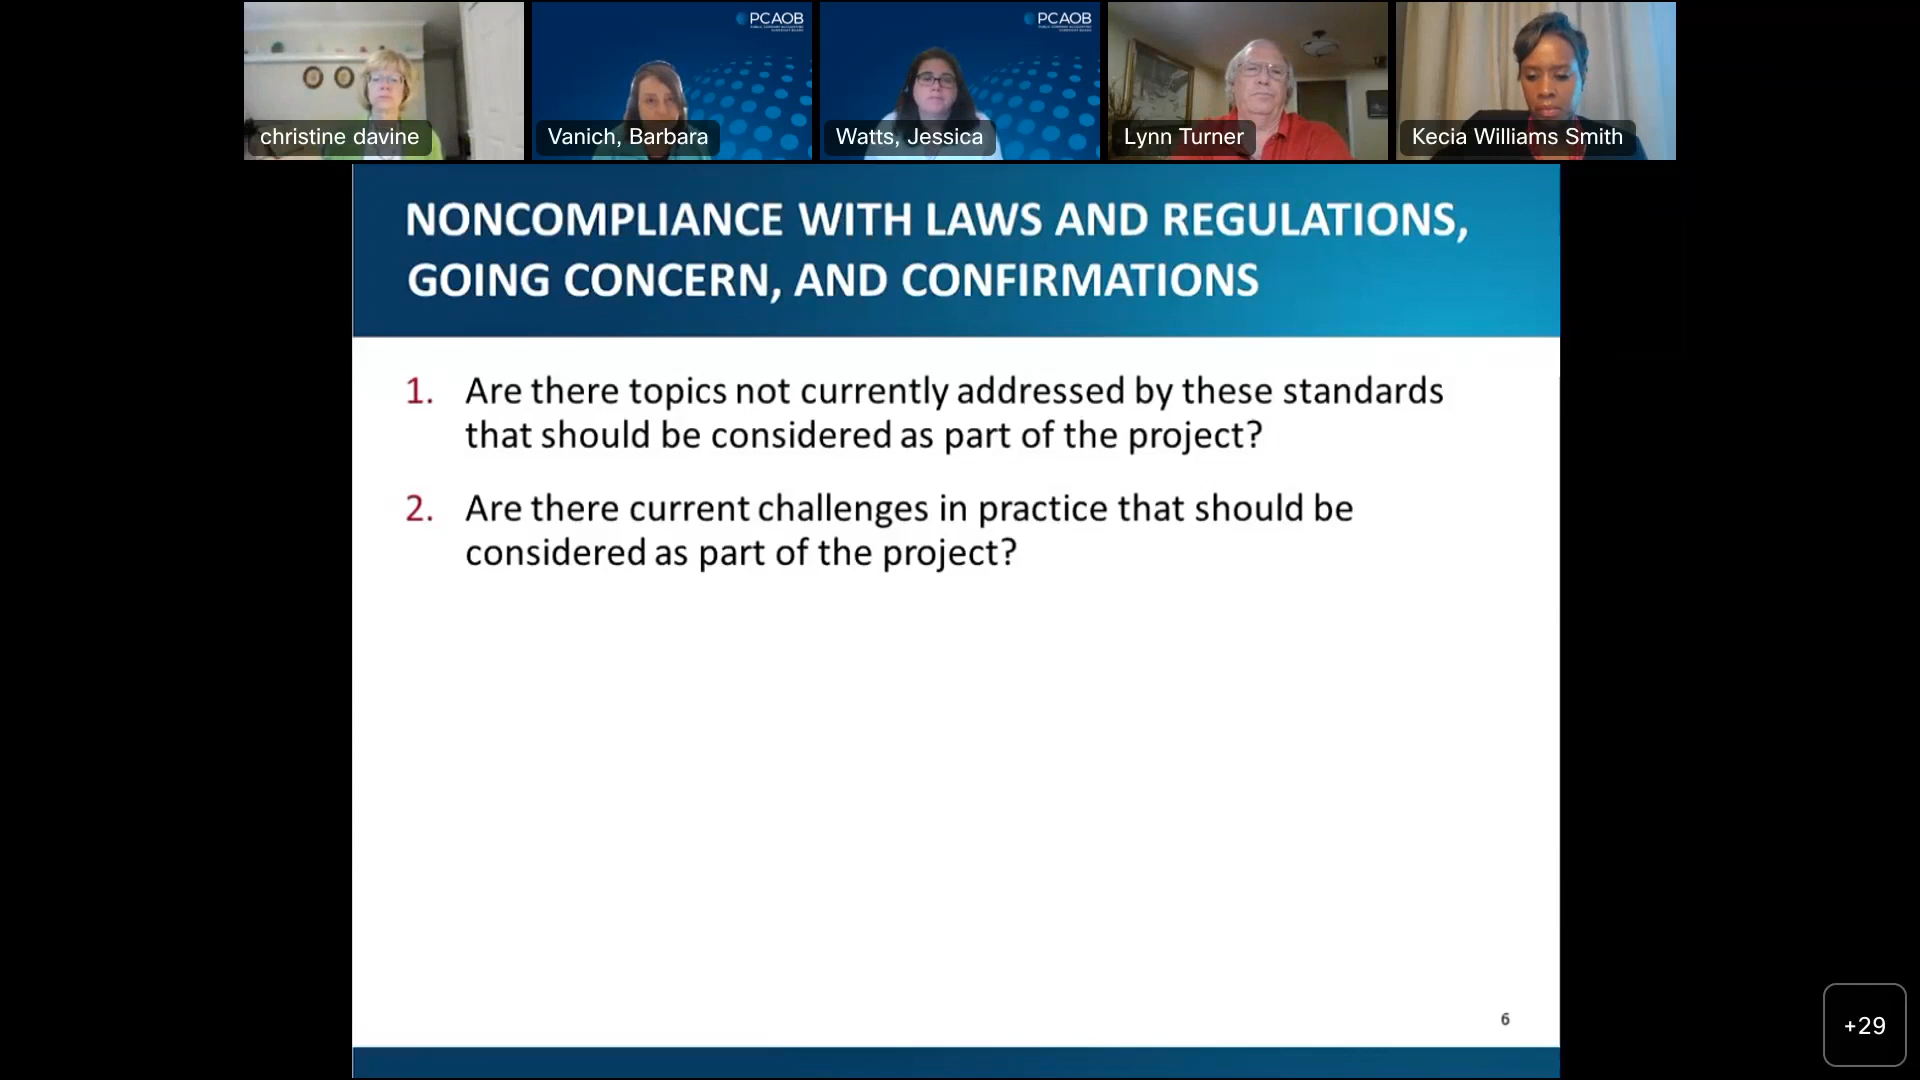 PCAOB
PCAOB
christine davine
Vanich, Barbara
Watts, Jessica
Lynn Turner
Kecia Williams Smith
NONCOMPLIANCE WITH LAWS AND REGULATIONS,
GOING CONCERN, AND CONFIRMATIONS
1. Are there topics not currently addressed by these standards
that should be considered as part of the project?
2. Are there current challenges in practice that should be
considered as part of the project?
6
+29